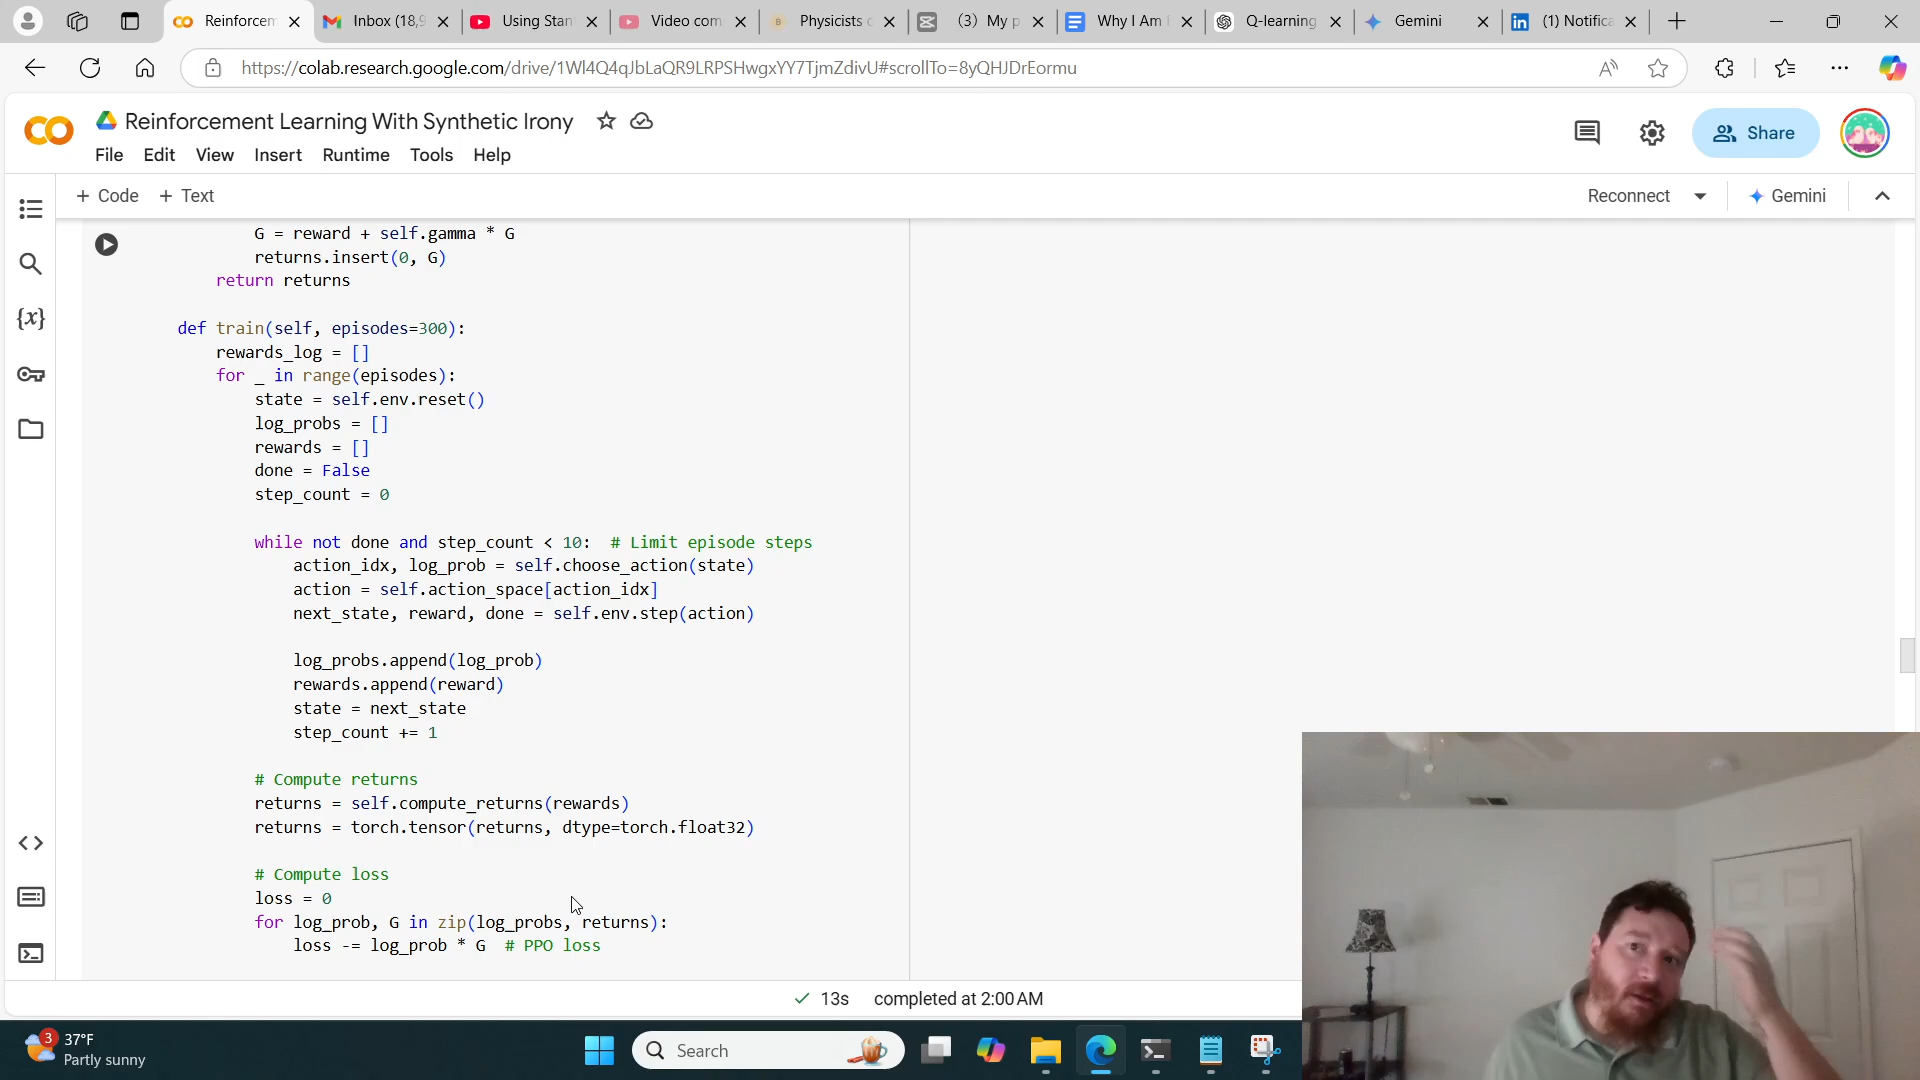 Reinforcem
Inbox (18,9
Using Stan
Video com
Physicists c
(3) My p
Why I Am
Q-learning
Gemini
(1) Notifica
https://colab.research.google.com/drive/1Wl4Q4qJbLaQR9LRPSHwgxYY7TjmZdivU#scrollTo=8yQHJDrEormu
Reinforcement Learning With Synthetic Irony
Share
File Edit View Insert Runtime Tools Help
+ Code + Text
Reconnect
Gemini
G = reward + self.gamma * G
returns.insert(0, G)
return returns
def train(self, episodes=300):
rewards_log = []
for _ in range(episodes):
state = self.env.reset()
log_probs = []
rewards = []
done = False
step_count = 0
while not done and step_count < 10: # Limit episode steps
action_idx, log_prob = self.choose_action(state)
action = self.action_space[action_idx]
next_state, reward, done = self.env.step(action)
log_probs.append(log_prob)
rewards.append(reward)
state = next_state
step_count += 1
# Compute returns
returns = self.compute_returns(rewards)
returns = torch.tensor(returns, dtype=torch.float32)
# Compute loss
loss = 0
for log_prob, G in zip(log_probs, returns):
loss -= log_prob * G # PPO loss
13s completed at 2:00 AM
3
37°F
Partly sunny
Search